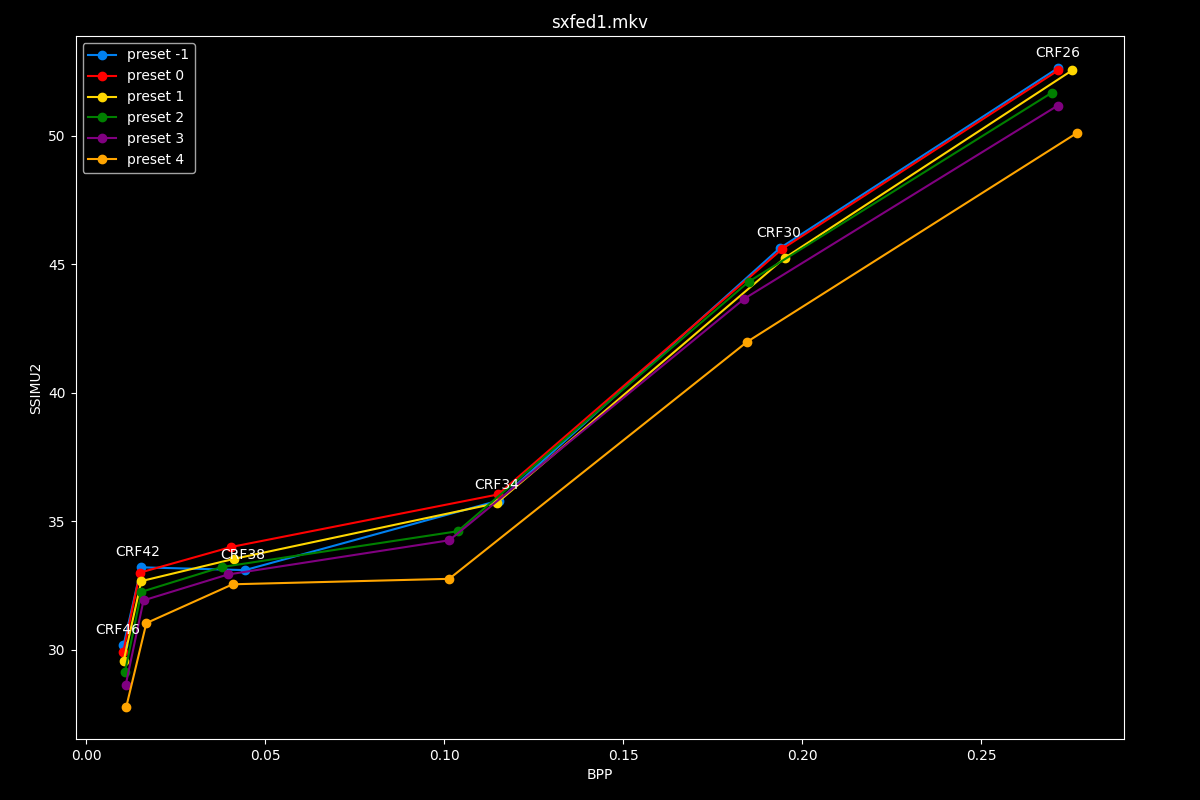 sxfed1.mkv
preset -1
preset 0
preset 1
preset 2
preset 3
preset 4
CRF26
CRF30
CRF34
CRF42
CRF38
CRF46
50
45
40
35
30
SSIMU2
0.00 0.05 0.10 0.15 0.20 0.25
BPP